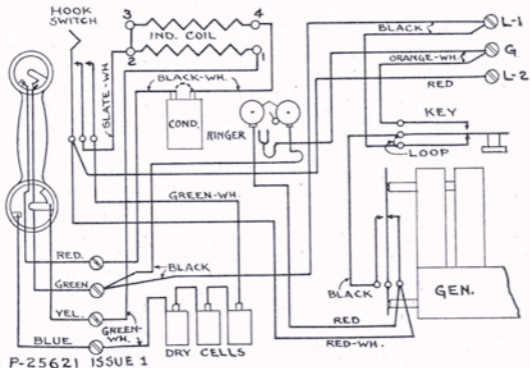 HOOK
SWITCH
3
4
IND. COIL
2
1
BLACK-WH.
SLATE-WH
COND.
RINGER
BLACK
L-1
G
ORANGE-WH.
L-2
RED
KEY
LOOP
GREEN-WH.
RED.
BLACK
GREEN
YEL.
GREEN-
WH.
BLUE
DRY CELLS
BLACK
GEN.
RED
RED-WH.
P-25621 ISSUE 1